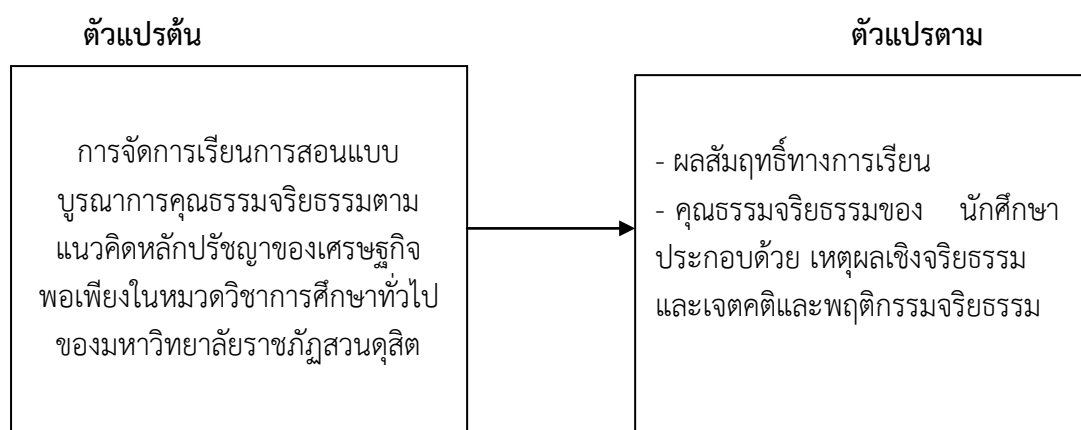 ตัวแปรต้น
ตัวแปรตาม
การจัดการเรียนการสอนแบบ
บูรณาการคุณธรรมจริยธรรมตาม
แนวคิดหลักปรัชญาของเศรษฐกิจ
พอเพียงในหมวดวิชาการศึกษาทั่วไป
ของมหาวิทยาลัยราชภัฏสวนดุสิต
- ผลสัมฤทธิ์ทางการเรียน
- คุณธรรมจริยธรรมของ นักศึกษา
ประกอบด้วย เหตุผลเชิงจริยธรรม
และเจตคติและพฤติกรรมจริยธรรม